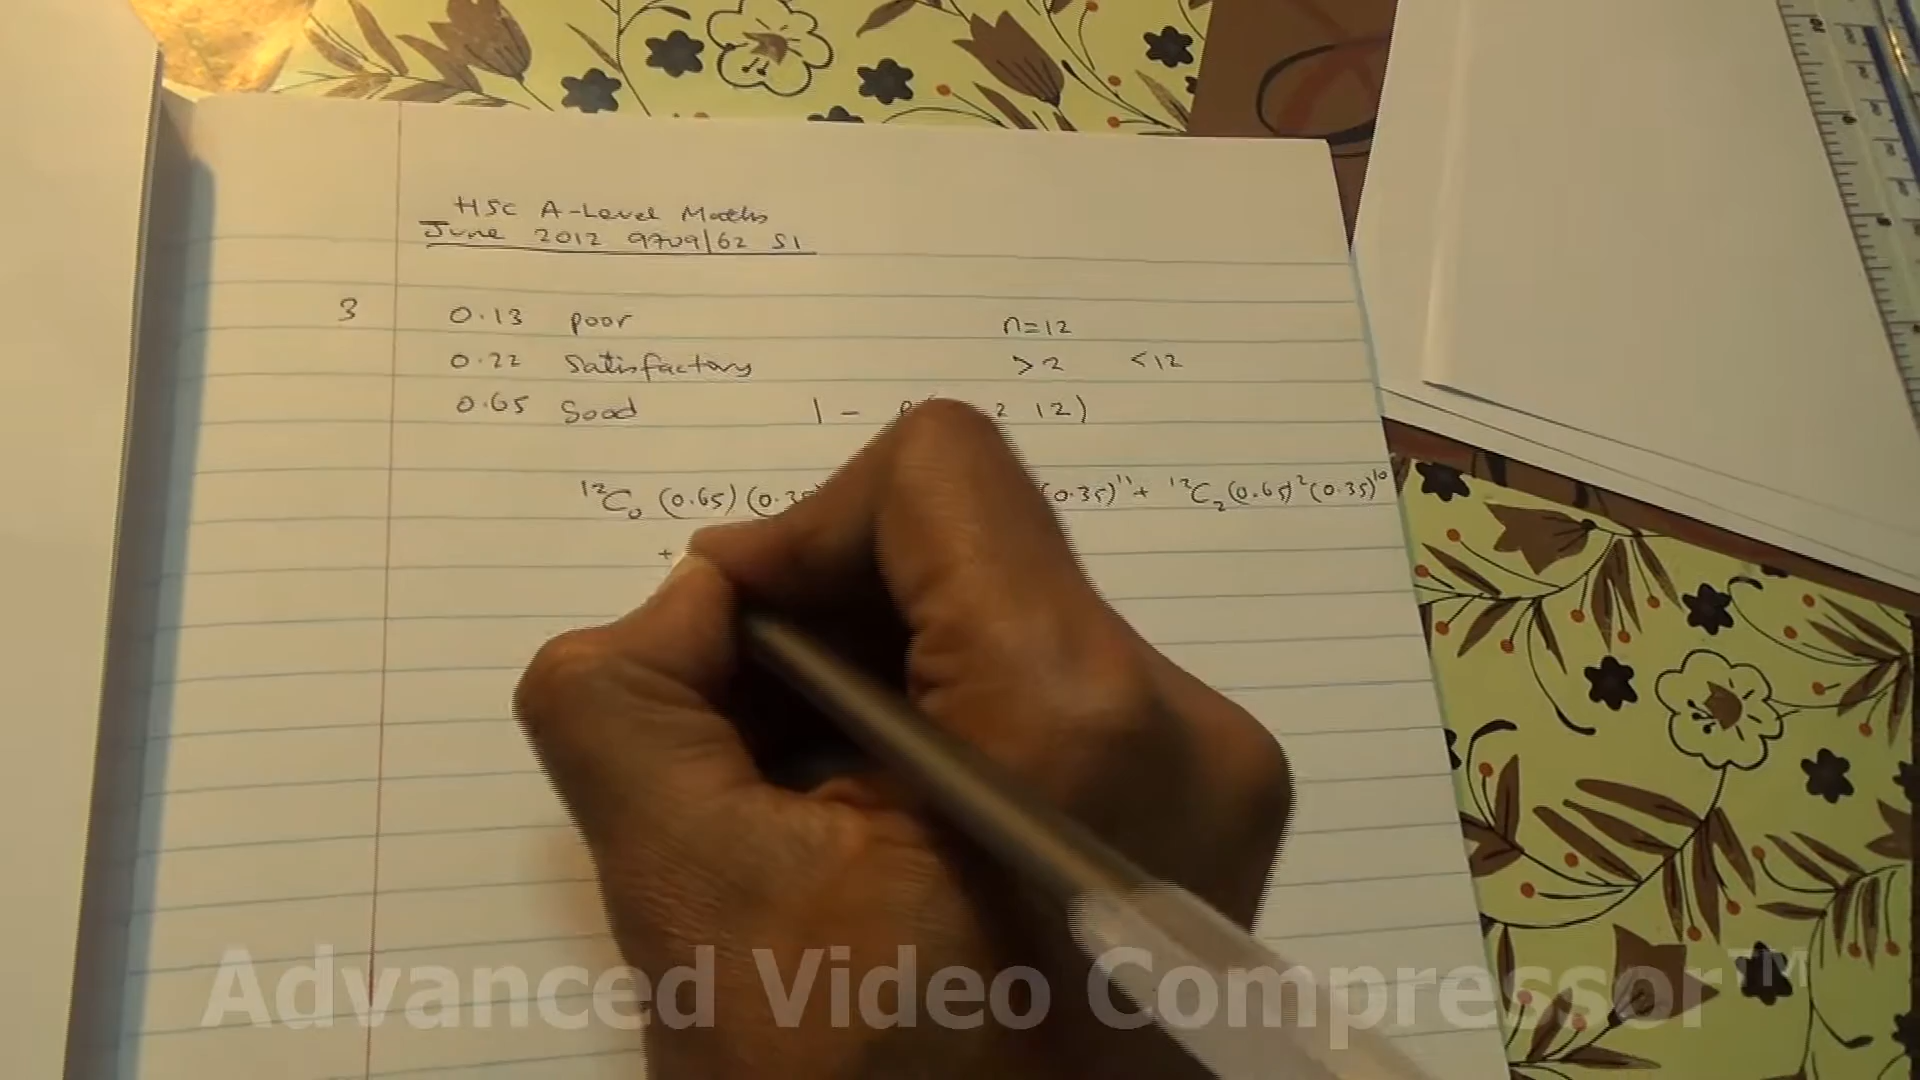 HSC A-Level Maths
June 2012 9709/62 S1
3 0.13 poor n=12
0.22 Satisfactory >2 <12
0.65 Good 1 - P( 2 12)
¹²C₀ (0.65) (0.35 (0.35)¹¹ + ¹²C₂ (0.65)² (0.35)¹⁰
+
Advanced Video Compressor™